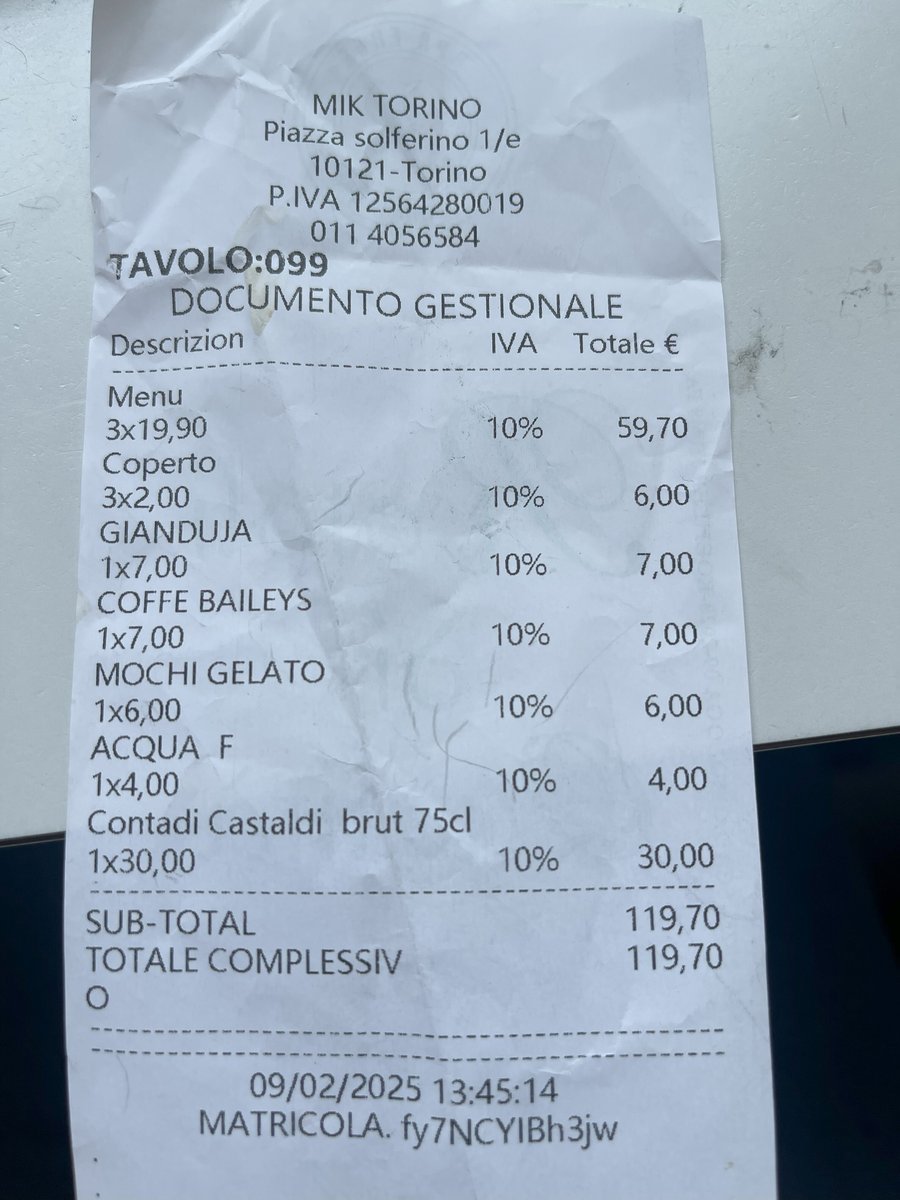 MIK TORINO
Piazza solferino 1/e
10121-Torino
P.IVA 12564280019
011 4056584
TAVOLO:099
DOCUMENTO GESTIONALE
Descrizion IVA Totale €
Menu
3x19,90 10% 59,70
Coperto
3x2,00 10% 6,00
GIANDUJA
1x7,00 10% 7,00
COFFE BAILEYS
1x7,00 10% 7,00
MOCHI GELATO
1x6,00 10% 6,00
ACQUA F
1x4,00 10% 4,00
Contadi Castaldi brut 75cl
1x30,00 10% 30,00
SUB-TOTAL 119,70
TOTALE COMPLESSIV 119,70
O
09/02/2025 13:45:14
MATRICOLA. fy7NCYIBh3jw